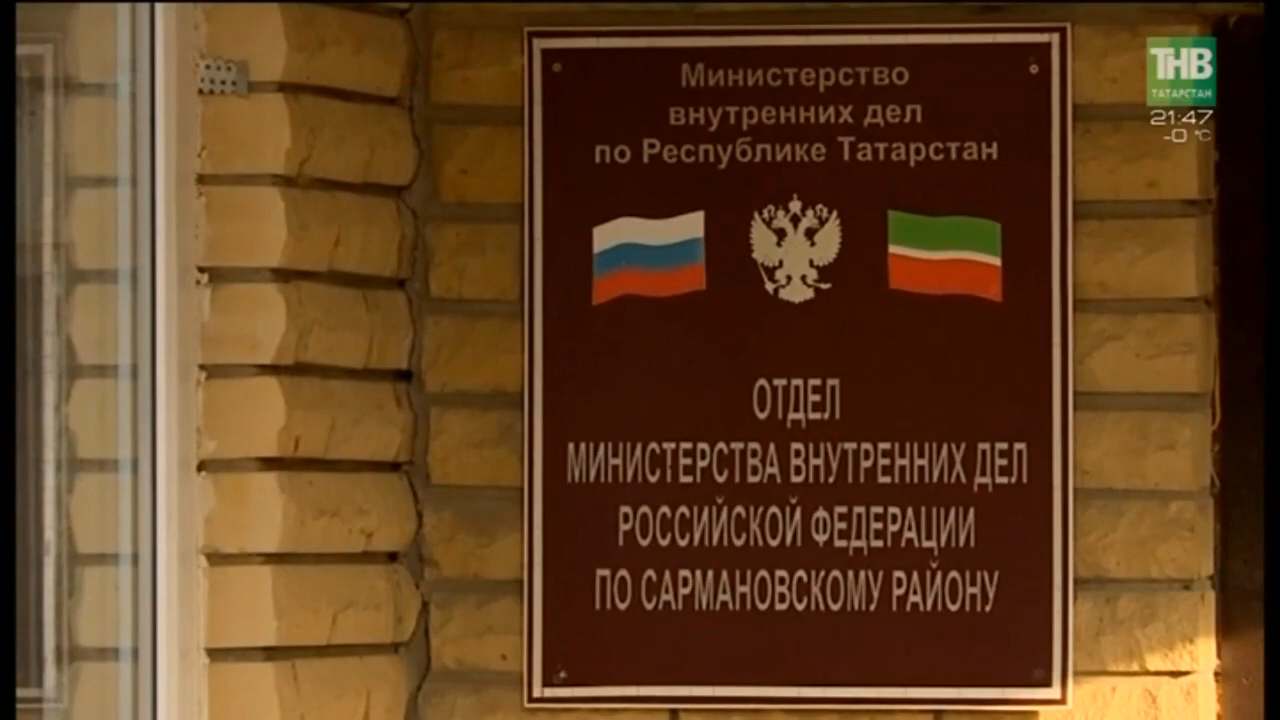 Министерство
внутренних дел
по Республике Татарстан
ОТДЕЛ
МИНИСТЕРСТВА ВНУТРЕННИХ ДЕЛ
РОССИЙСКОЙ ФЕДЕРАЦИИ
ПО САРМАНОВСКОМУ РАЙОНУ
ТНВ
ТАТАРСТАН
21:47
-0 °C